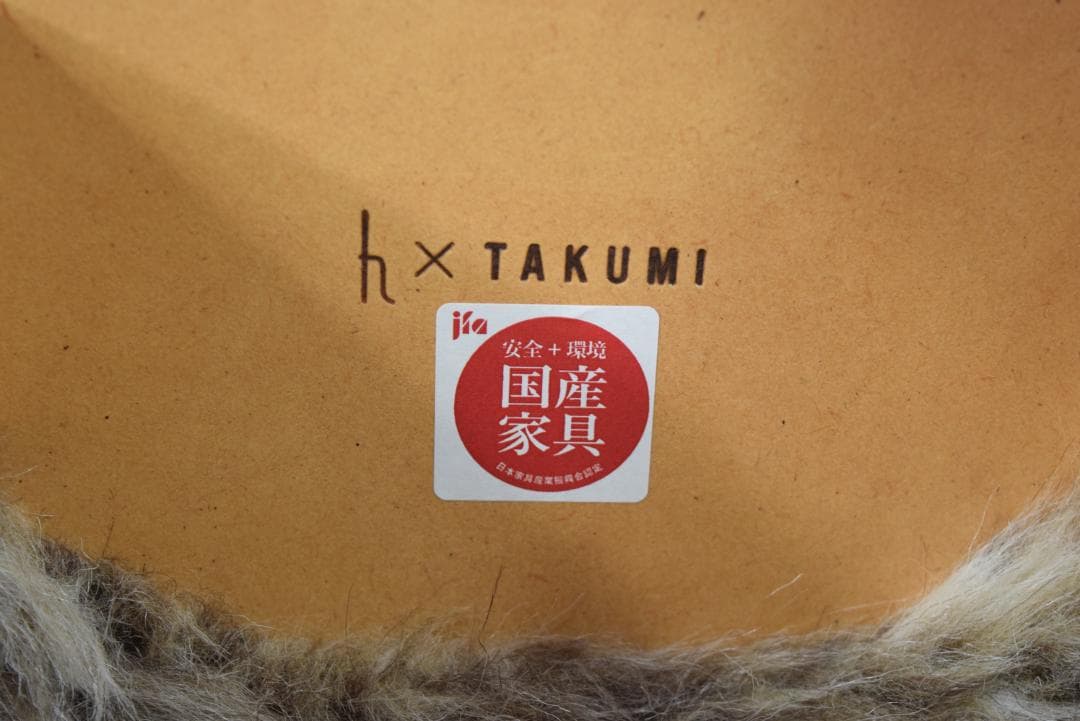 h × TAKUMI
jfa
安全+環境
国産
家具
日本家具産業振興会認定